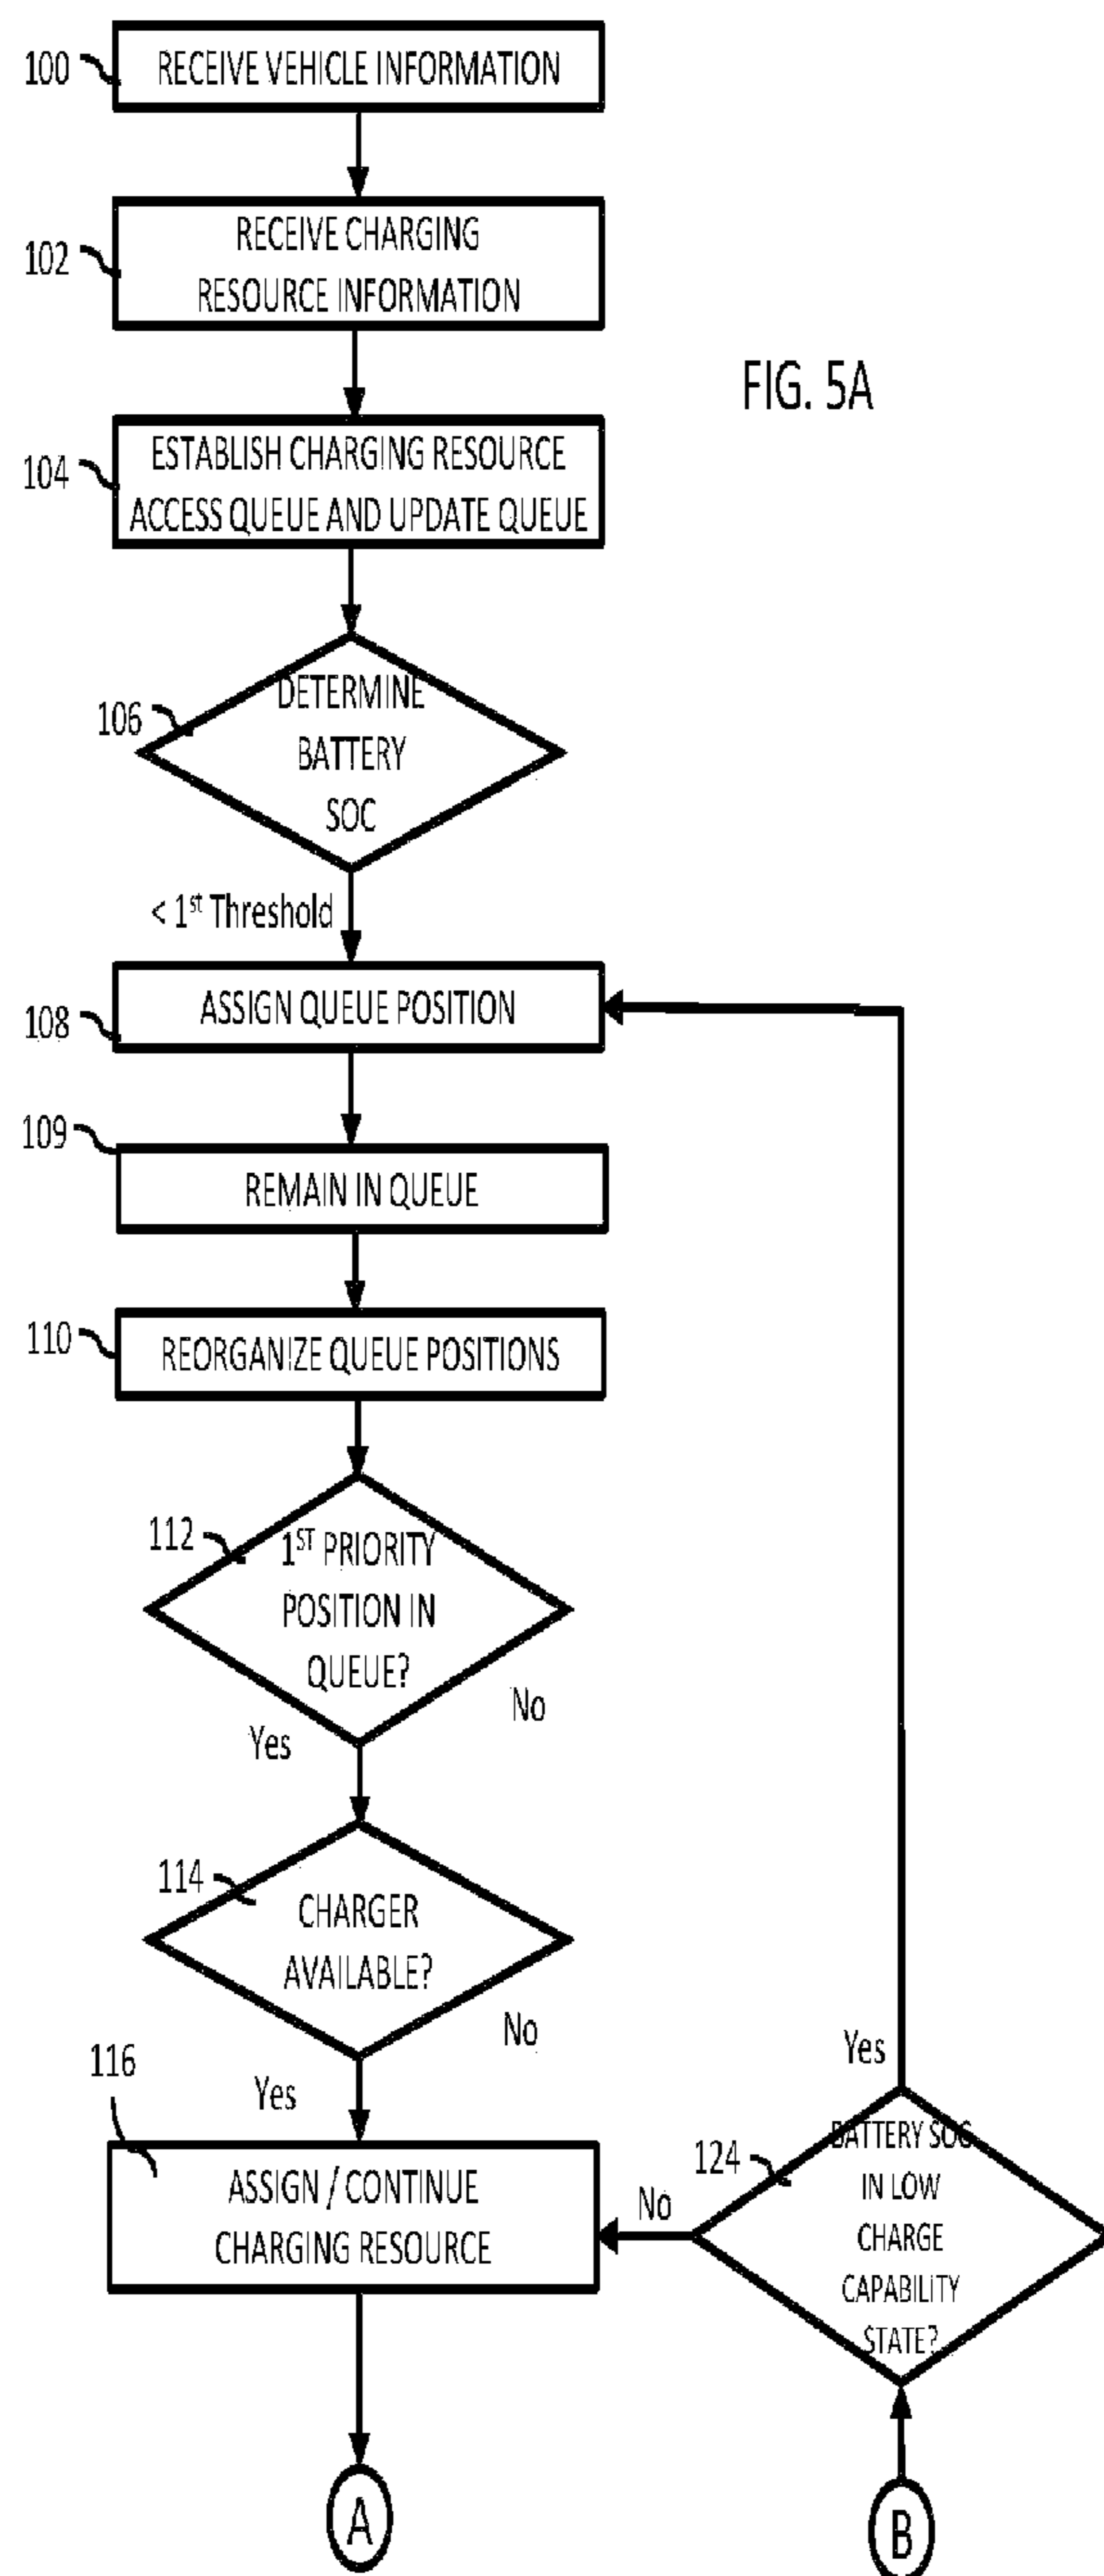 100
RECEIVE VEHICLE INFORMATION
102
RECEIVE CHARGING
RESOURCE INFORMATION
FIG. 5A
104
ESTABLISH CHARGING RESOURCE
ACCESS QUEUE AND UPDATE QUEUE
106
DETERMINE
BATTERY
SOC
< 1st Threshold
108
ASSIGN QUEUE POSITION
109
REMAIN IN QUEUE
110
REORGANIZE QUEUE POSITIONS
112
1ST PRIORITY
POSITION IN
QUEUE?
No
Yes
114
CHARGER
AVAILABLE?
No
Yes
116
ASSIGN / CONTINUE
CHARGING RESOURCE
Yes
124
BATTERY SOC
IN LOW
CHARGE
CAPABILITY
STATE?
No
A
B